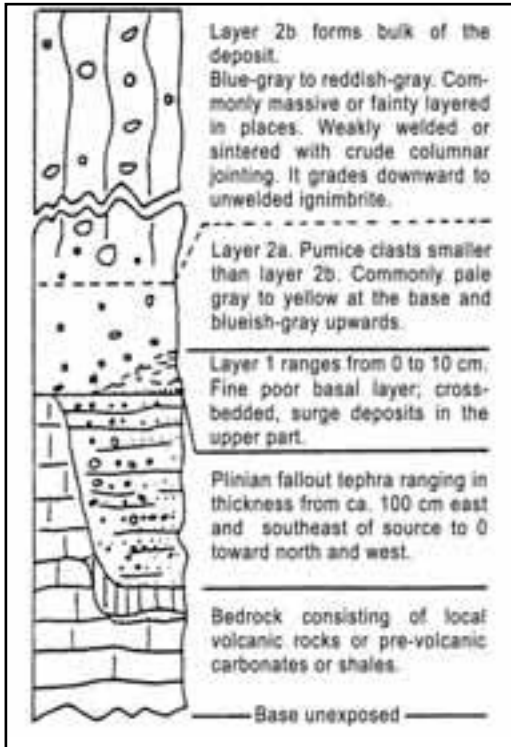 Layer 2b forms bulk of the
deposit.
Blue-gray to reddish-gray. Com-
monly massive or fainty layered
in places. Weakly welded or
sintered with crude columnar
jointing. It grades downward to
unwelded ignimbrite.
Layer 2a. Pumice clasts smaller
than layer 2b. Commonly pale
gray to yellow at the base and
blueish-gray upwards.
Layer 1 ranges from 0 to 10 cm.
Fine poor basal layer; cross-
bedded, surge deposits in the
upper part.
Plinian fallout tephra ranging in
thickness from ca. 100 cm east
and southeast of source to 0
toward north and west.
Bedrock consisting of local
volcanic rocks or pre-volcanic
carbonates or shales.
Base unexposed